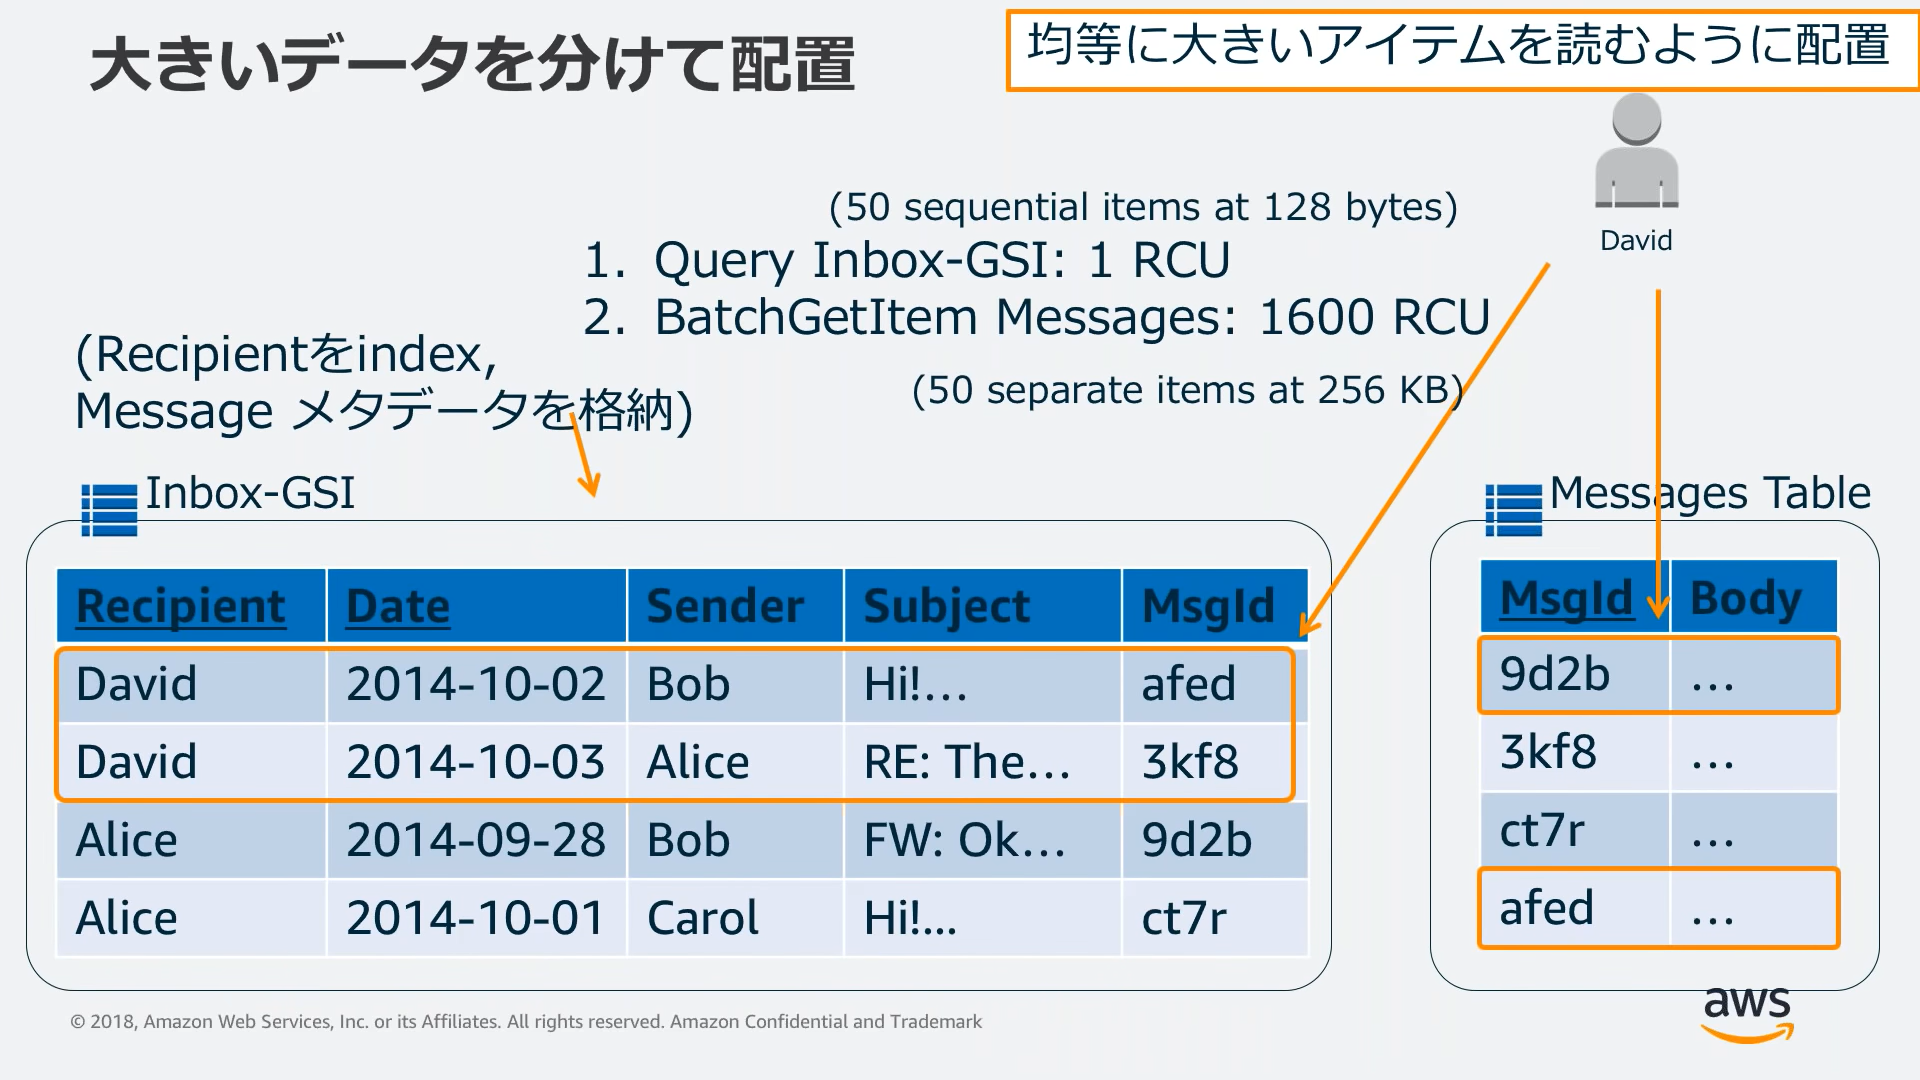 大きいデータを分けて配置
均等に大きいアイテムを読むように配置
David
(50 sequential items at 128 bytes)
1. Query Inbox-GSI: 1 RCU
2. BatchGetItem Messages: 1600 RCU
(50 separate items at 256 KB)
(Recipientをindex,
Message メタデータを格納)
Inbox-GSI
Recipient Date Sender Subject MsgId
David 2014-10-02 Bob Hi!... afed
David 2014-10-03 Alice RE: The... 3kf8
Alice 2014-09-28 Bob FW: Ok... 9d2b
Alice 2014-10-01 Carol Hi!... ct7r
Messages Table
MsgId Body
9d2b ...
3kf8 ...
ct7r ...
afed ...
© 2018, Amazon Web Services, Inc. or its Affiliates. All rights reserved. Amazon Confidential and Trademark
aws